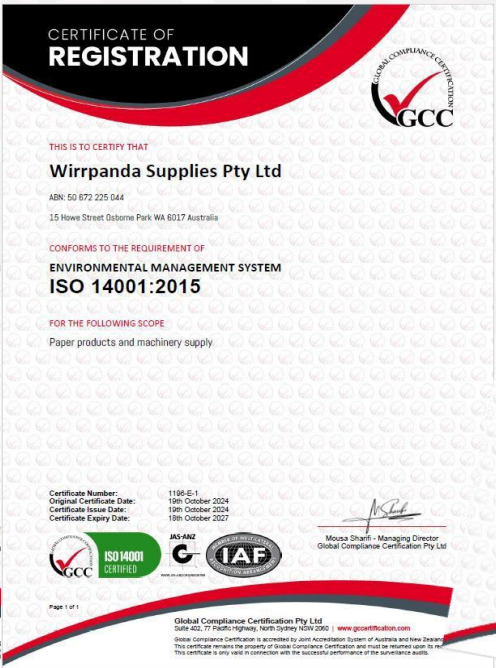 CERTIFICATE OF
REGISTRATION
GLOBAL COMPLIANCE CERTIFICATION
GCC
THIS IS TO CERTIFY THAT
Wirrpanda Supplies Pty Ltd
ABN: 50 672 225 044
15 Howe Street Osborne Park WA 6017 Australia
CONFORMS TO THE REQUIREMENT OF
ENVIRONMENTAL MANAGEMENT SYSTEM
ISO 14001:2015
FOR THE FOLLOWING SCOPE
Paper products and machinery supply
Certificate Number: 1196-E-1
Original Certificate Date: 19th October 2024
Certificate Issue Date: 19th October 2024
Certificate Expiry Date: 18th October 2027
Mousa Sharifi - Managing Director
Global Compliance Certification Pty Ltd
GCC
ISO 14001
CERTIFIED
JAS-ANZ
MEMBER OF MULTILATERAL
IAF
RECOGNITION ARRANGEMENT
Page 1 of 1
Global Compliance Certification Pty Ltd
Suite 402, 77 Pacific Highway, North Sydney NSW 2060 | www.gccertification.com
Global Compliance Certification is accredited by Joint Accreditation System of Australia and New Zealand
This certificate remains the property of Global Compliance Certification and must be returned upon its
This certificate is only valid in connection with the successful performance of the surveillance audits.